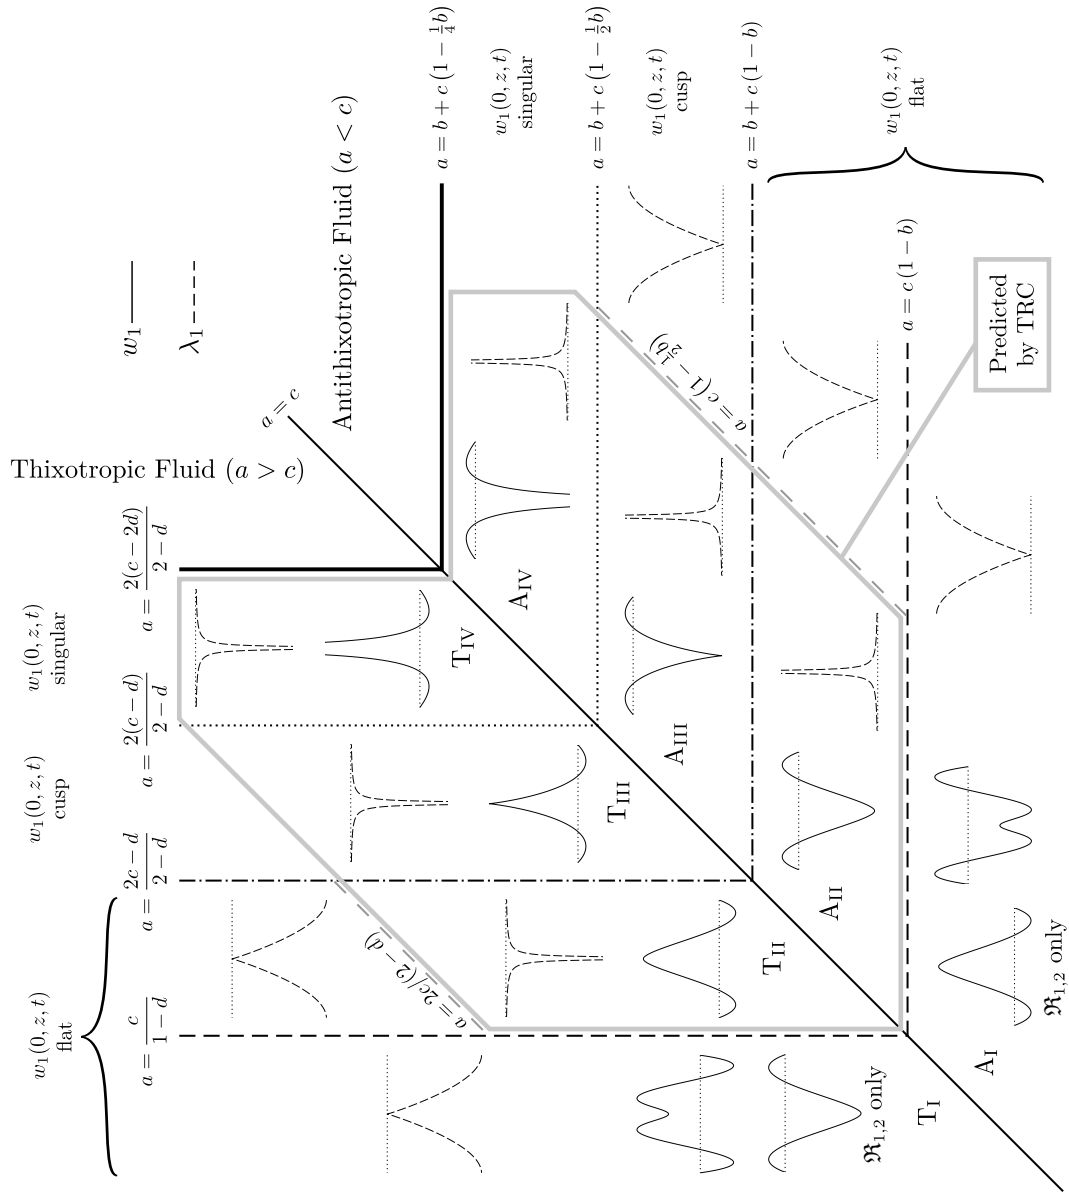 w₁
λ₁
a = c
Thixotropic Fluid (a > c)
Antithixotropic Fluid (a < c)
w₁(0, z, t)
flat
w₁(0, z, t)
cusp
w₁(0, z, t)
singular
a = c/(1 − d)
a = (2c − d)/(2 − d)
a = 2(c − d)/(2 − d)
a = 2(c − 2d)/(2 − d)
a = 2c/(2 − d)
a = b + c (1 − ¼b)
w₁(0, z, t)
singular
a = b + c (1 − ½b)
w₁(0, z, t)
cusp
a = b + c (1 − b)
w₁(0, z, t)
flat
a = c (1 − b)
a = c (1 − ½b)
Predicted
by TRC
T_IV
A_IV
T_III
A_III
T_II
A_II
T_I
A_I
ℜ₁,₂ only
ℜ₁,₂ only